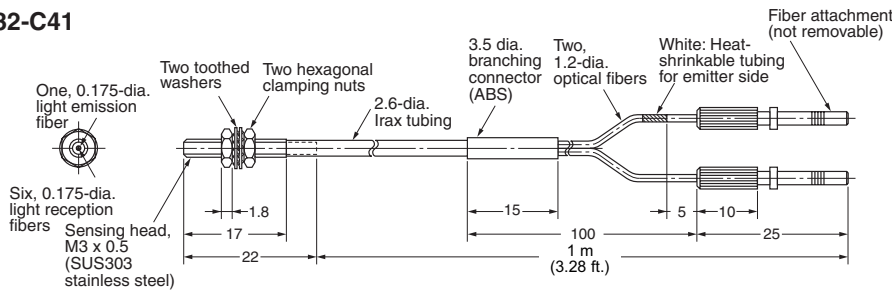 32-C41
One, 0.175-dia.
light emission
fiber
Six, 0.175-dia.
light reception
fibers
Sensing head,
M3 x 0.5
(SUS303
stainless steel)
Two toothed
washers
Two hexagonal
clamping nuts
2.6-dia.
Irax tubing
3.5 dia.
branching
connector
(ABS)
Two,
1.2-dia.
optical fibers
White: Heat-
shrinkable tubing
for emitter side
Fiber attachment
(not removable)
1.8
17
22
15
5
10
100
25
1 m
(3.28 ft.)